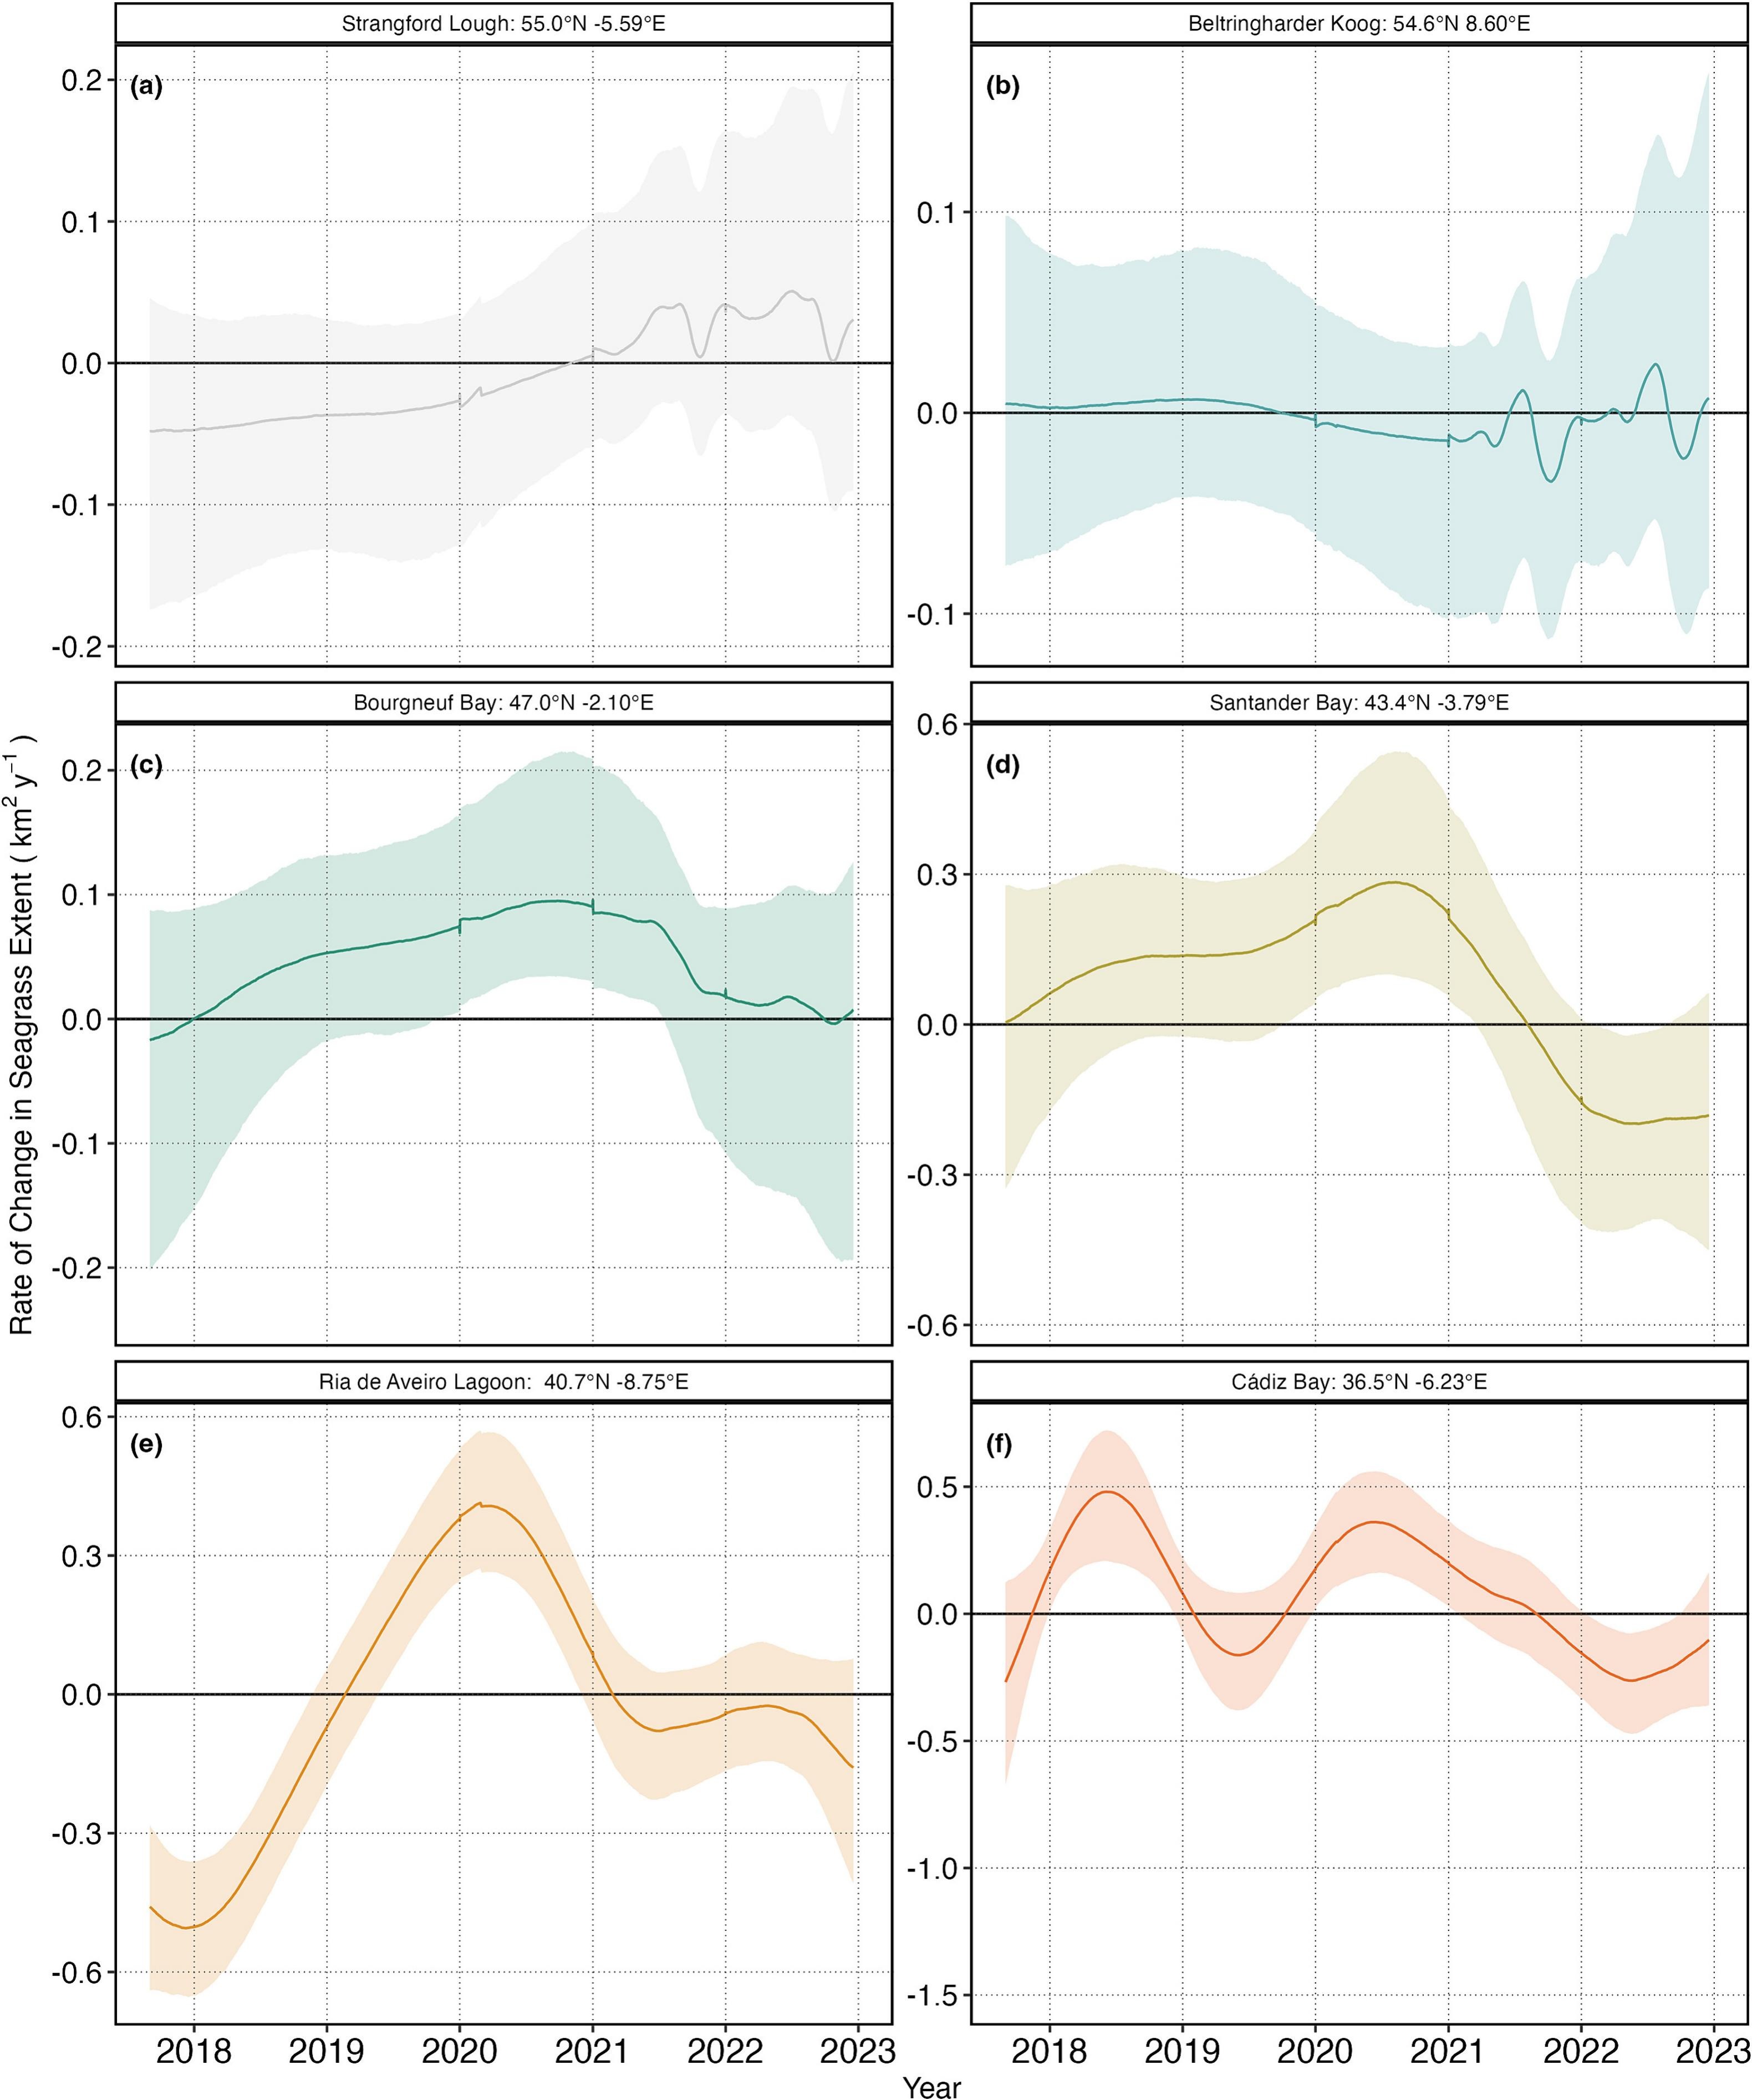 Strangford Lough: 55.0°N -5.59°E
(a)
0.2
0.1
0.0
-0.1
-0.2
Beltringharder Koog: 54.6°N 8.60°E
(b)
0.1
0.0
-0.1
Rate of Change in Seagrass Extent ( km² y⁻¹ )
Bourgneuf Bay: 47.0°N -2.10°E
(c)
0.2
0.1
0.0
-0.1
-0.2
Santander Bay: 43.4°N -3.79°E
(d)
0.6
0.3
0.0
-0.3
-0.6
Ria de Aveiro Lagoon: 40.7°N -8.75°E
(e)
0.6
0.3
0.0
-0.3
-0.6
Cádiz Bay: 36.5°N -6.23°E
(f)
0.5
0.0
-0.5
-1.0
-1.5
2018 2019 2020 2021 2022 2023
2018 2019 2020 2021 2022 2023
Year